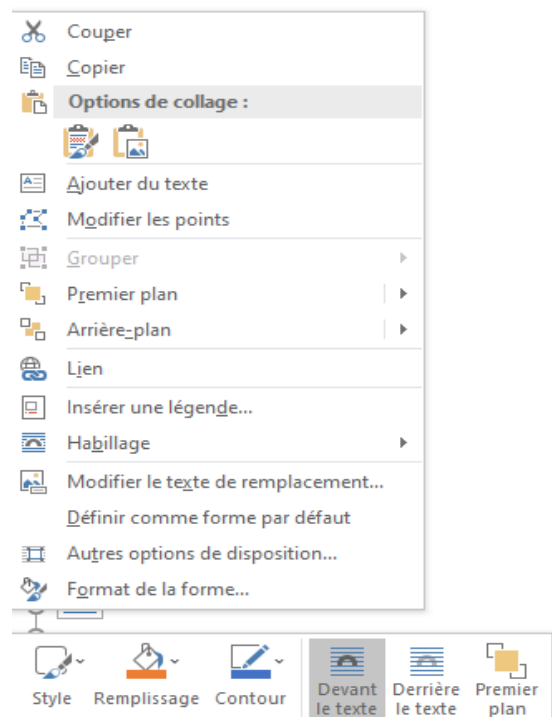 Couper
Copier
Options de collage :
Ajouter du texte
Modifier les points
Grouper
Premier plan
Arrière-plan
Lien
Insérer une légende...
Habillage
Modifier le texte de remplacement...
Définir comme forme par défaut
Autres options de disposition...
Format de la forme...
Style Remplissage Contour Devant le texte Derrière le texte Premier plan